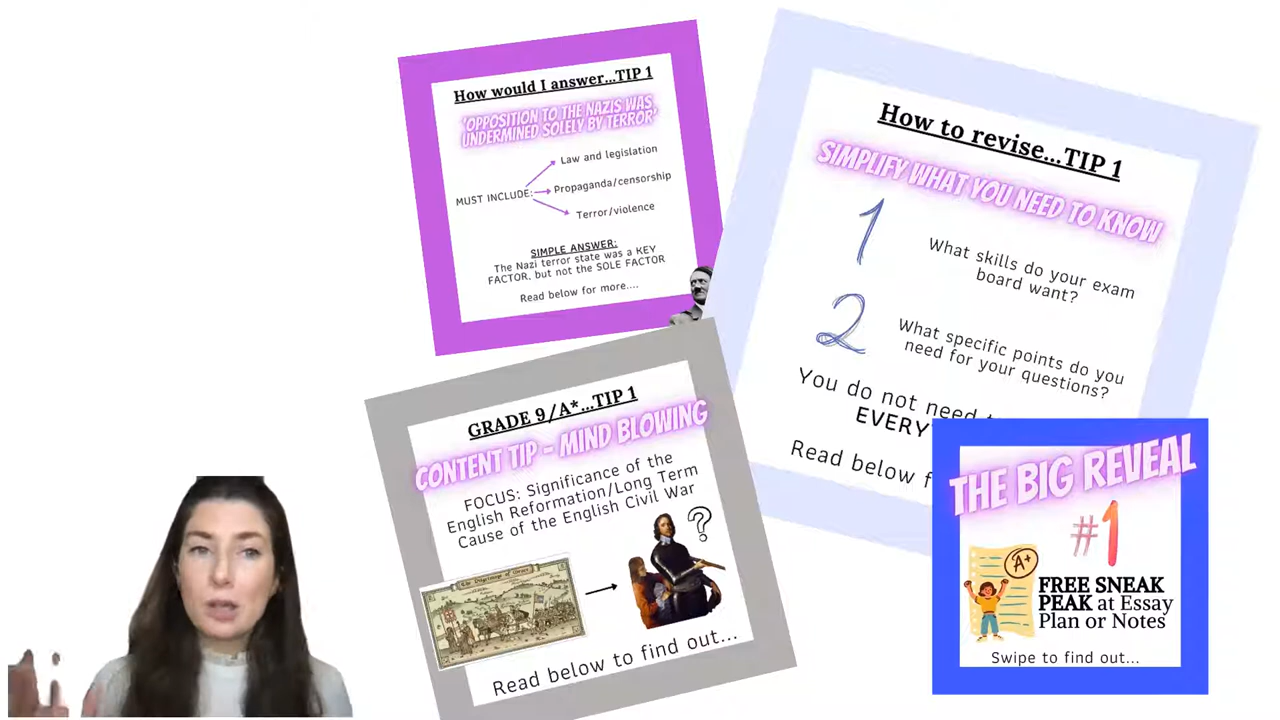 How would I answer...TIP 1
'OPPOSITION TO THE NAZIS WAS
UNDERMINED SOLELY BY TERROR'
Law and legislation
MUST INCLUDE:
Propaganda/censorship
Terror/violence
SIMPLE ANSWER:
The Nazi terror state was a KEY
FACTOR, but not the SOLE FACTOR
Read below for more....
How to revise...TIP 1
SIMPLIFY WHAT YOU NEED TO KNOW
1
What skills do your exam
board want?
2
What specific points do you
need for your questions?
You do not need
EVERY
Read below
GRADE 9/A*...TIP 1
CONTENT TIP - MIND BLOWING
FOCUS: Significance of the
English Reformation/Long Term
Cause of the English Civil War
The Pilgrimage of Grace
?
Read below to find out...
THE BIG REVEAL
#1
A+
FREE SNEAK
PEAK at Essay
Plan or Notes
Swipe to find out...